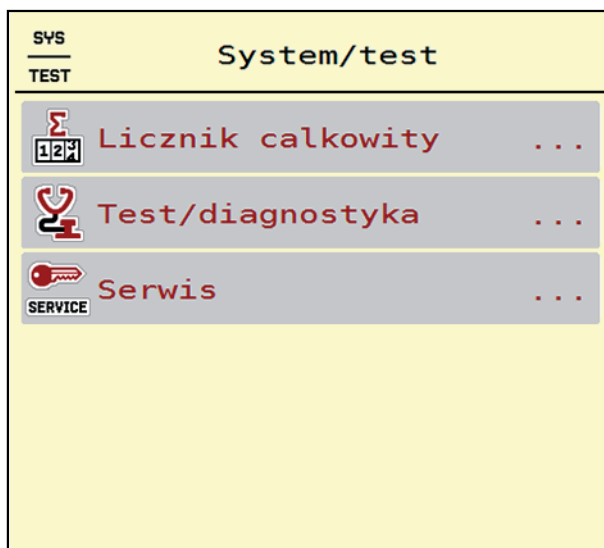 SYS
TEST
System/test
Licznik calkowity ...
Test/diagnostyka ...
SERVICE
Serwis ...